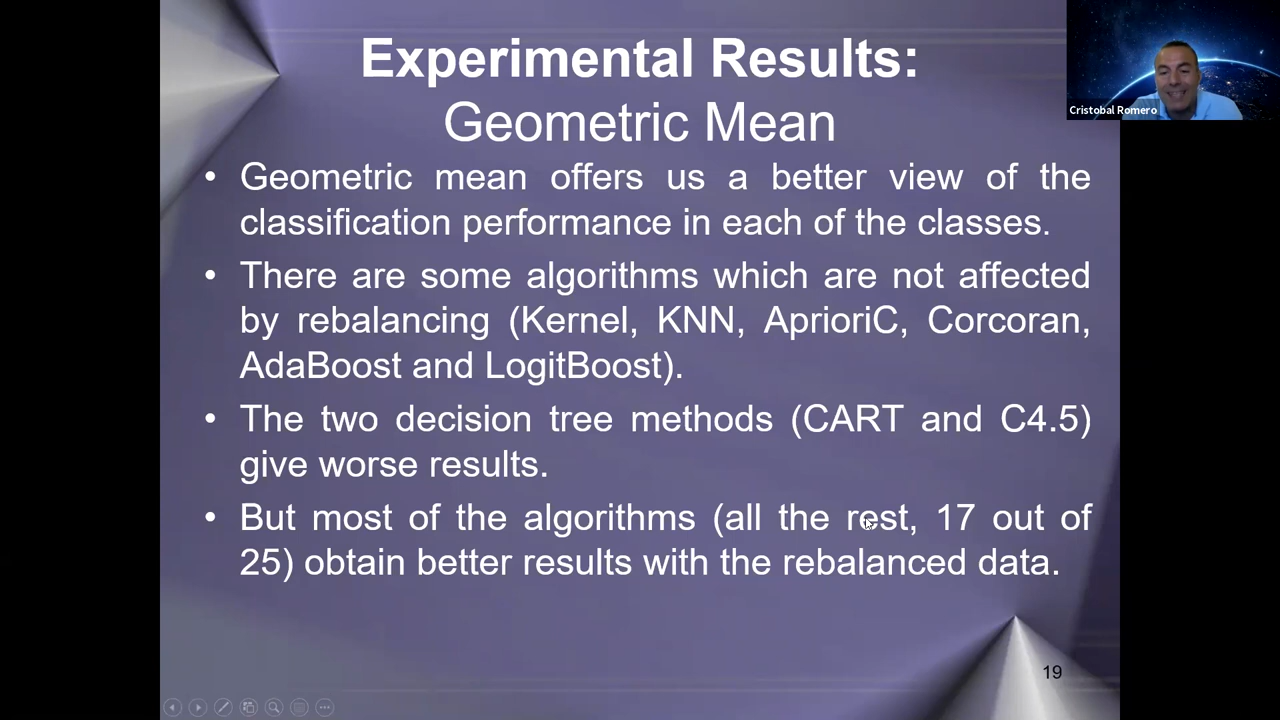 Experimental Results:
Geometric Mean
• Geometric mean offers us a better view of the
classification performance in each of the classes.
• There are some algorithms which are not affected
by rebalancing (Kernel, KNN, AprioriC, Corcoran,
AdaBoost and LogitBoost).
• The two decision tree methods (CART and C4.5)
give worse results.
• But most of the algorithms (all the rest, 17 out of
25) obtain better results with the rebalanced data.
19
Cristobal Romero